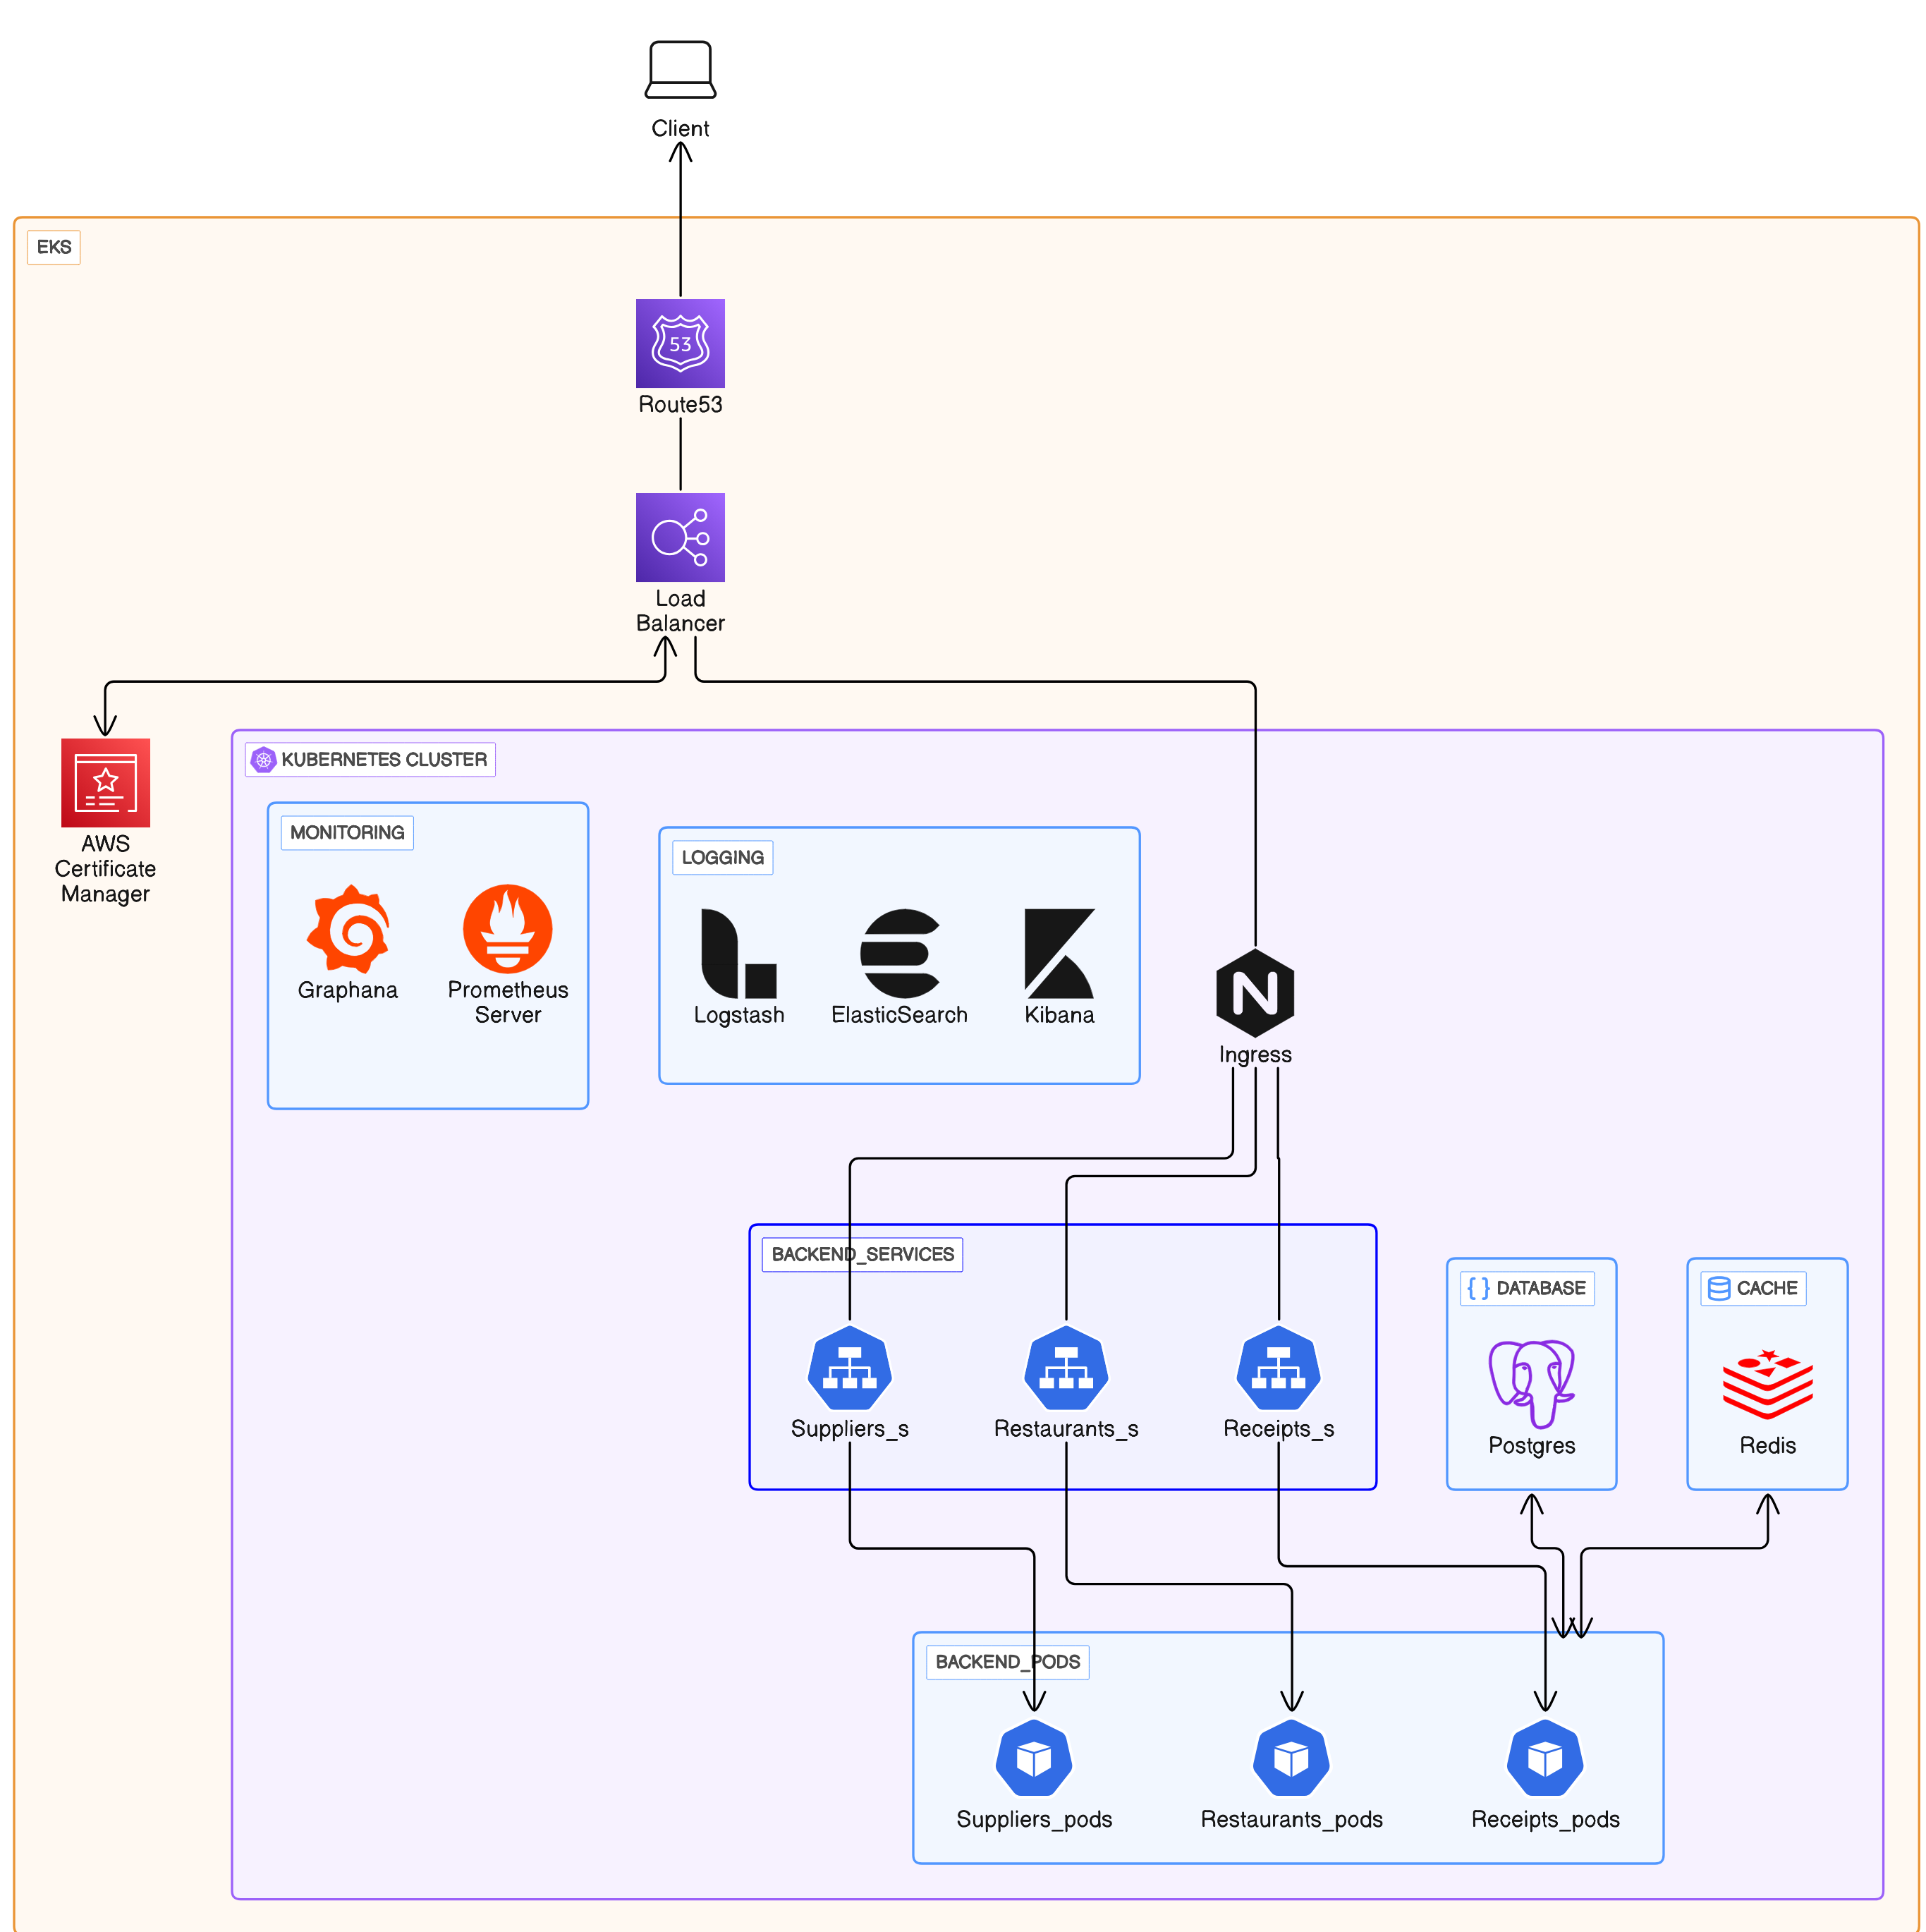 Client
EKS
53
Route53
Load
Balancer
AWS
Certificate
Manager
KUBERNETES CLUSTER
MONITORING
Graphana
Prometheus
Server
LOGGING
Logstash
ElasticSearch
Kibana
N
Ingress
BACKEND_SERVICES
Suppliers_s
Restaurants_s
Receipts_s
{ } DATABASE
Postgres
CACHE
Redis
BACKEND_PODS
Suppliers_pods
Restaurants_pods
Receipts_pods